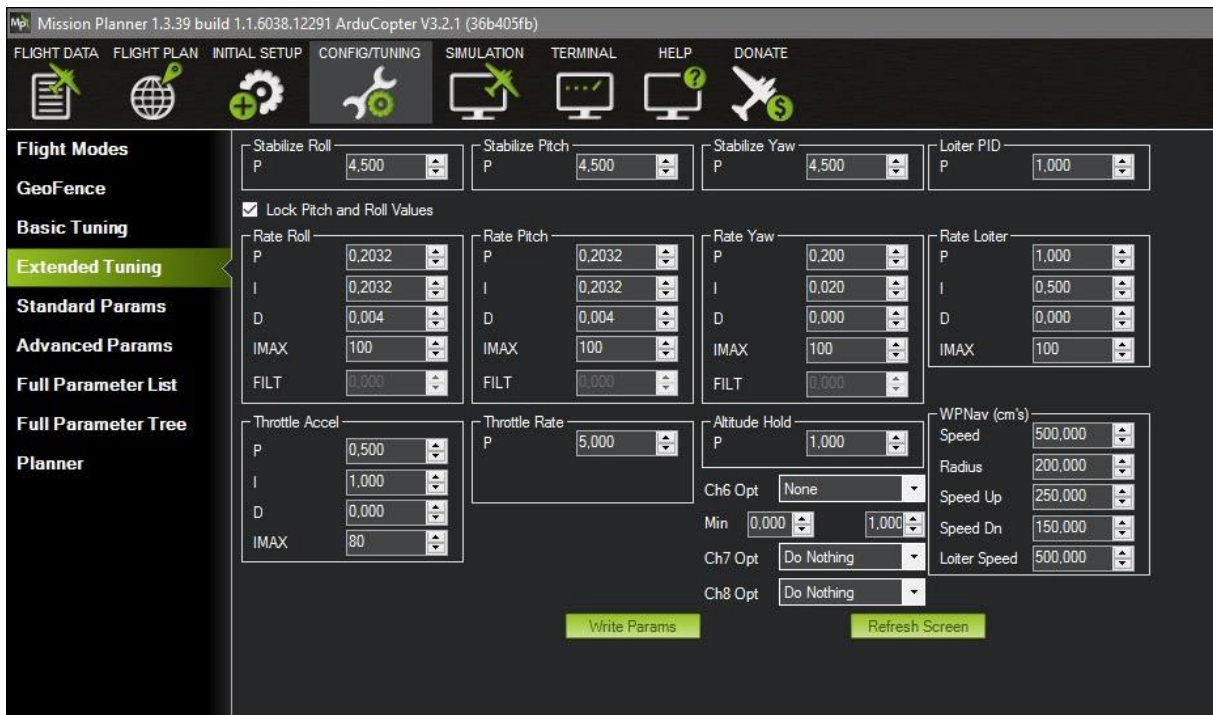 Mission Planner 1.3.39 build 1.1.6038.12291 ArduCopter V3.2.1 (36b405fb)
FLIGHT DATA FLIGHT PLAN INITIAL SETUP CONFIG/TUNING SIMULATION TERMINAL HELP DONATE
Flight Modes
GeoFence
Basic Tuning
Extended Tuning
Standard Params
Advanced Params
Full Parameter List
Full Parameter Tree
Planner
Stabilize Roll
P 4,500
Stabilize Pitch
P 4,500
Stabilize Yaw
P 4,500
Loiter PID
P 1,000
Lock Pitch and Roll Values
Rate Roll
P 0,2032
I 0,2032
D 0,004
IMAX 100
FILT 0,000
Rate Pitch
P 0,2032
I 0,2032
D 0,004
IMAX 100
FILT 0,000
Rate Yaw
P 0,200
I 0,020
D 0,000
IMAX 100
FILT 0,000
Rate Loiter
P 1,000
I 0,500
D 0,000
IMAX 100
Throttle Accel
P 0,500
I 1,000
D 0,000
IMAX 80
Throttle Rate
P 5,000
Altitude Hold
P 1,000
Ch6 Opt None
Min 0,000 1,000
Ch7 Opt Do Nothing
Ch8 Opt Do Nothing
WPNav (cm's)
Speed 500,000
Radius 200,000
Speed Up 250,000
Speed Dn 150,000
Loiter Speed 500,000
Write Params
Refresh Screen